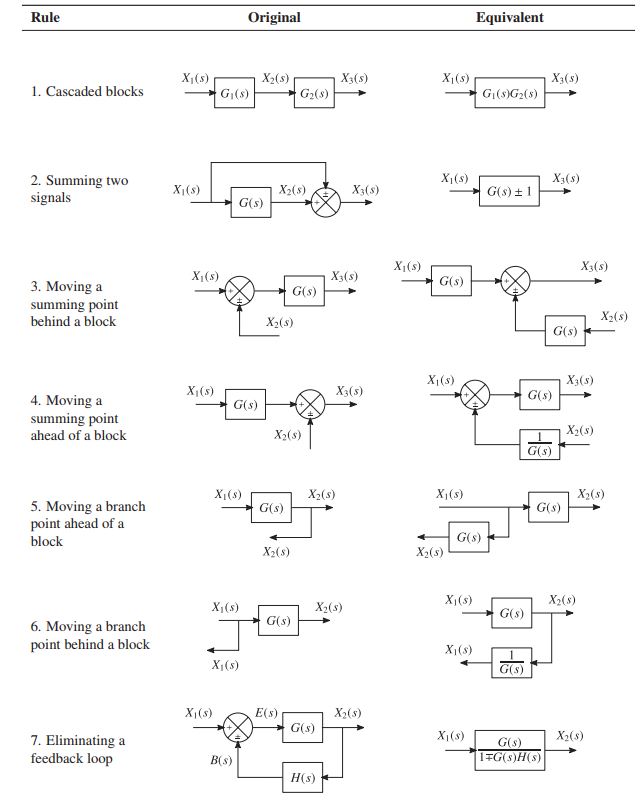 Rule Original Equivalent
X₁(s) X₂(s) X₃(s) X₁(s) X₃(s)
1. Cascaded blocks G₁(s) G₂(s) G₁(s)G₂(s)
2. Summing two
signals
X₁(s) X₂(s) X₃(s) X₁(s) X₃(s)
G(s) + ± G(s) ± 1
3. Moving a
summing point
behind a block
X₁(s) X₃(s) X₁(s) X₃(s)
+ ± G(s) G(s) + ±
X₂(s) G(s) X₂(s)
4. Moving a
summing point
ahead of a block
X₁(s) X₃(s) X₁(s) X₃(s)
G(s) + ± + ± G(s)
X₂(s) 1 X₂(s)
G(s)
5. Moving a branch
point ahead of a
block
X₁(s) X₂(s) X₁(s) X₂(s)
G(s) G(s)
X₂(s) X₂(s) G(s)
6. Moving a branch
point behind a block
X₁(s) X₂(s) X₁(s) X₂(s)
G(s) G(s)
X₁(s) X₁(s) 1
G(s)
7. Eliminating a
feedback loop
X₁(s) E(s) X₂(s) X₁(s) X₂(s)
+ ± G(s) G(s)
B(s) 1∓G(s)H(s)
H(s)